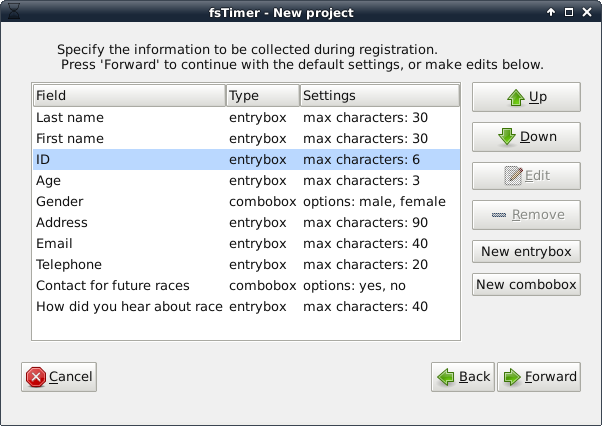 fsTimer - New project
Specify the information to be collected during registration.
Press 'Forward' to continue with the default settings, or make edits below.
Field Type Settings
Last name entrybox max characters: 30
First name entrybox max characters: 30
ID entrybox max characters: 6
Age entrybox max characters: 3
Gender combobox options: male, female
Address entrybox max characters: 90
Email entrybox max characters: 40
Telephone entrybox max characters: 20
Contact for future races combobox options: yes, no
How did you hear about race entrybox max characters: 40
Up
Down
Edit
Remove
New entrybox
New combobox
Cancel
Back
Forward